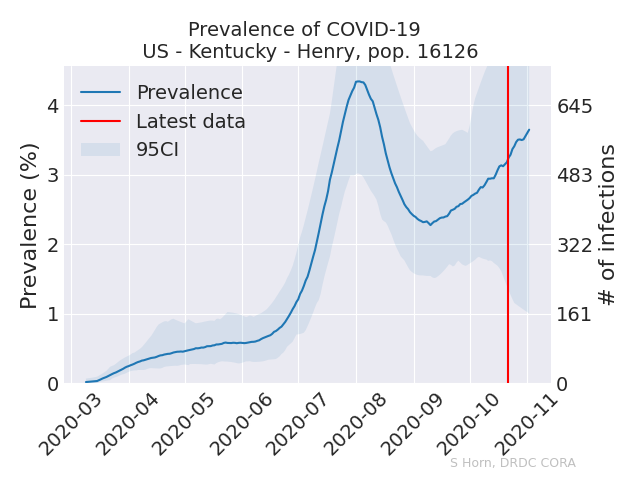 Prevalence of COVID-19
US - Kentucky - Henry, pop. 16126
Prevalence
Latest data
95CI
Prevalence (%)
4
3
2
1
0
645
483
322
161
0
# of infections
2020-03
2020-04
2020-05
2020-06
2020-07
2020-08
2020-09
2020-10
2020-11
S Horn, DRDC CORA